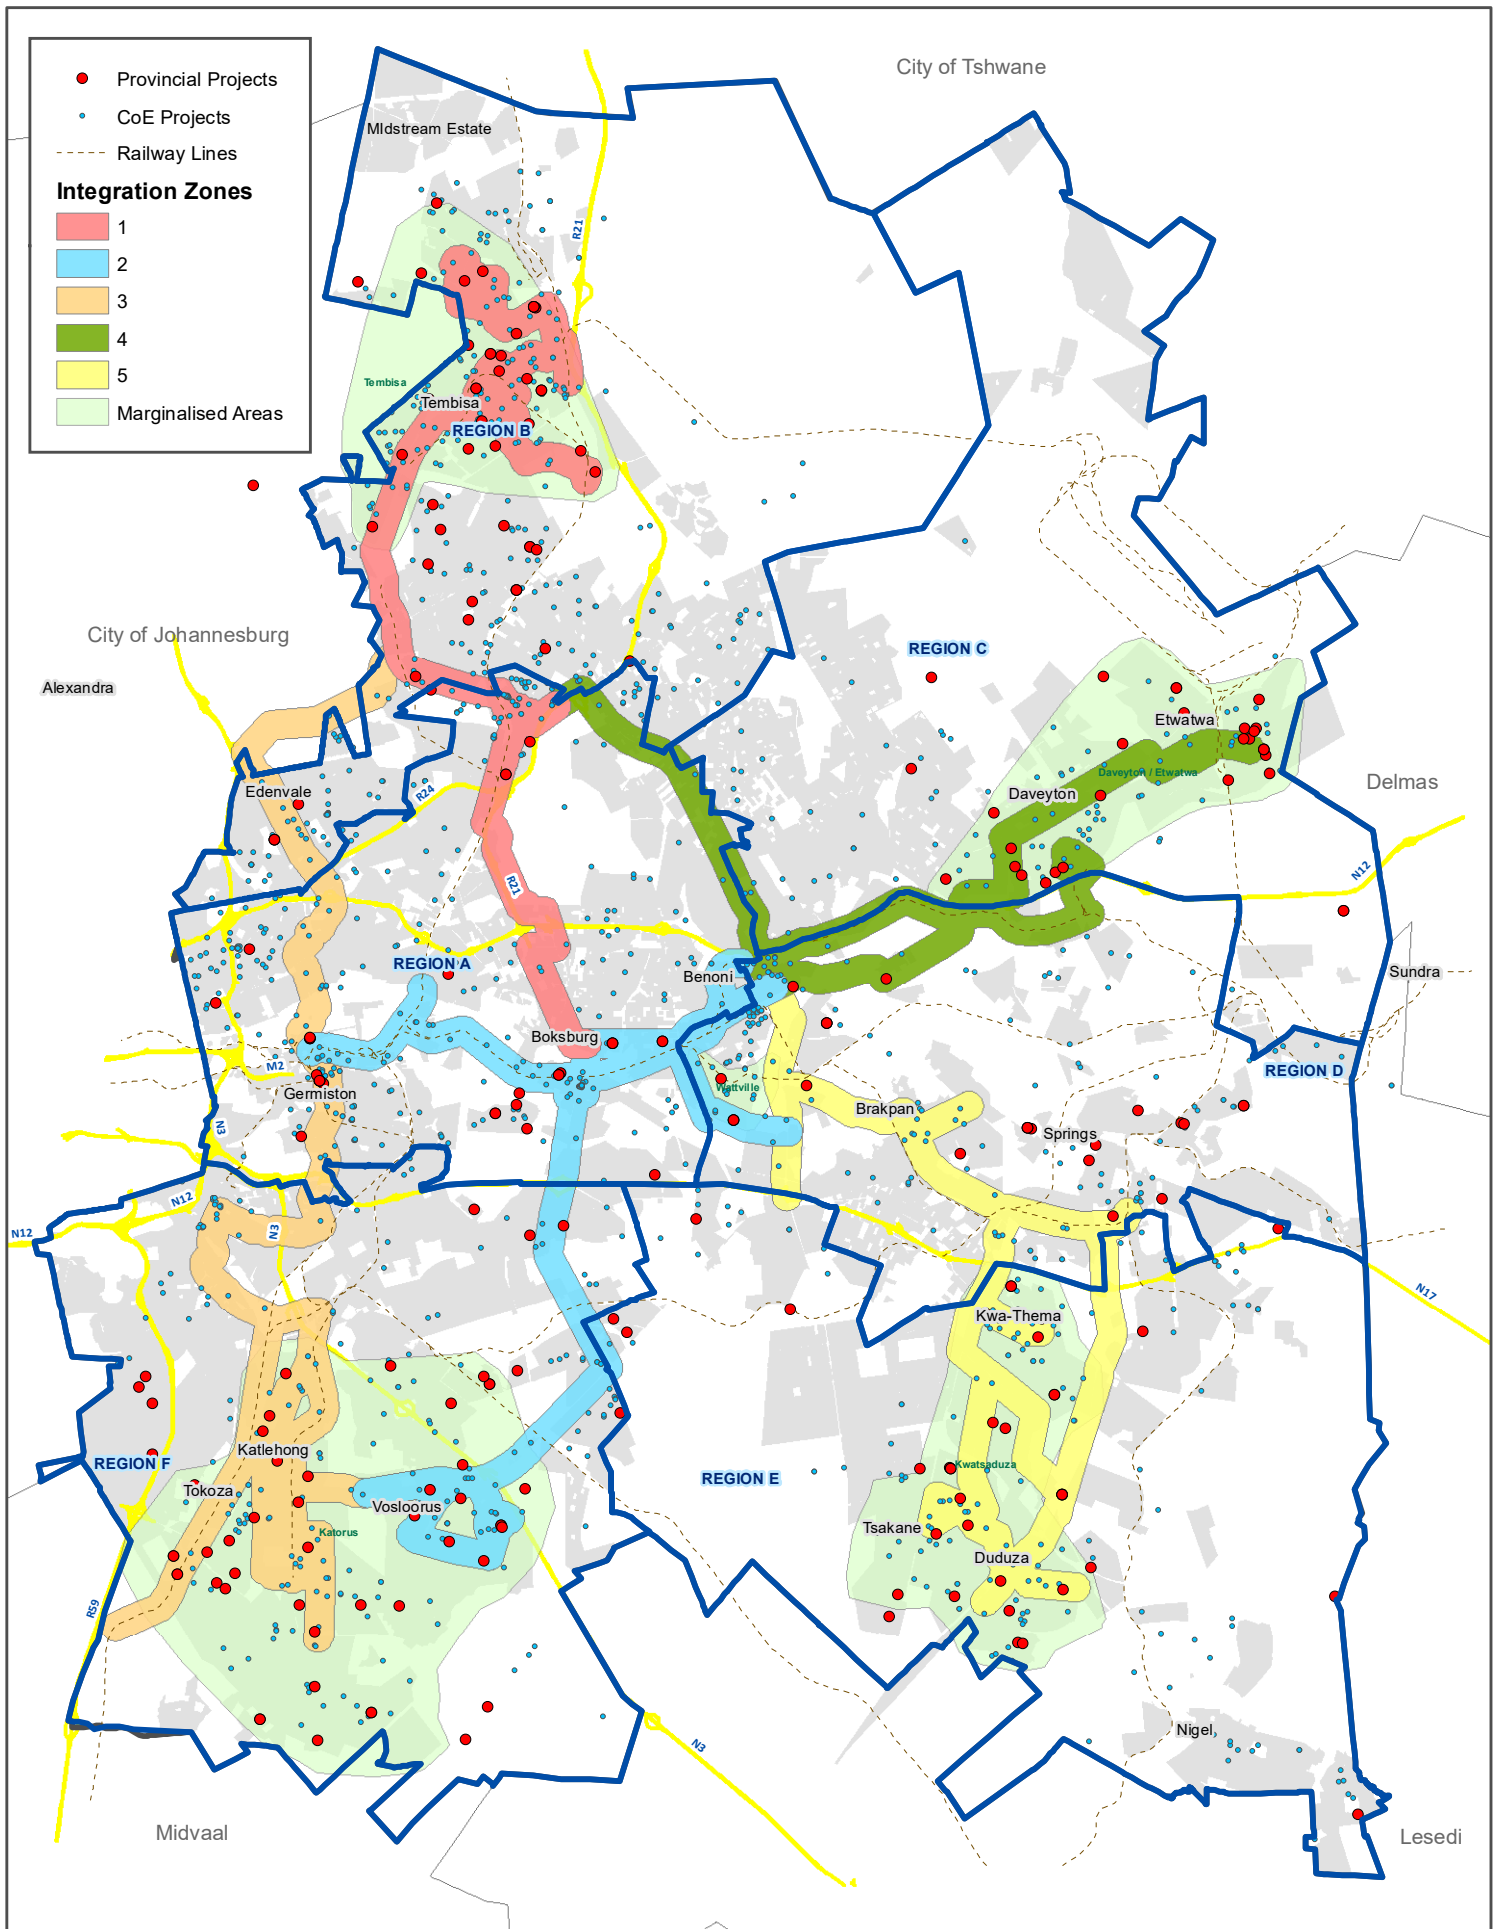 City of Tshwane
Provincial Projects
CoE Projects
Railway Lines
Integration Zones
1
2
3
4
5
Marginalised Areas
MIdstream Estate
R21
Tembisa
Tembisa
REGION B
City of Johannesburg
REGION C
Alexandra
Etwatwa
Daveyton / Etwatwa
Delmas
Edenvale
R24
Daveyton
N12
R21
REGION A
Benoni
Sundra
Boksburg
M2
REGION D
Germiston
Wattville
Brakpan
N3
Springs
N12
N12
N3
N17
Kwa-Thema
Katlehong
REGION F
Kwatsaduza
REGION E
Tokoza
Vosloorus
Katorus
Tsakane
Duduza
R59
Nigel
N3
Midvaal
Lesedi